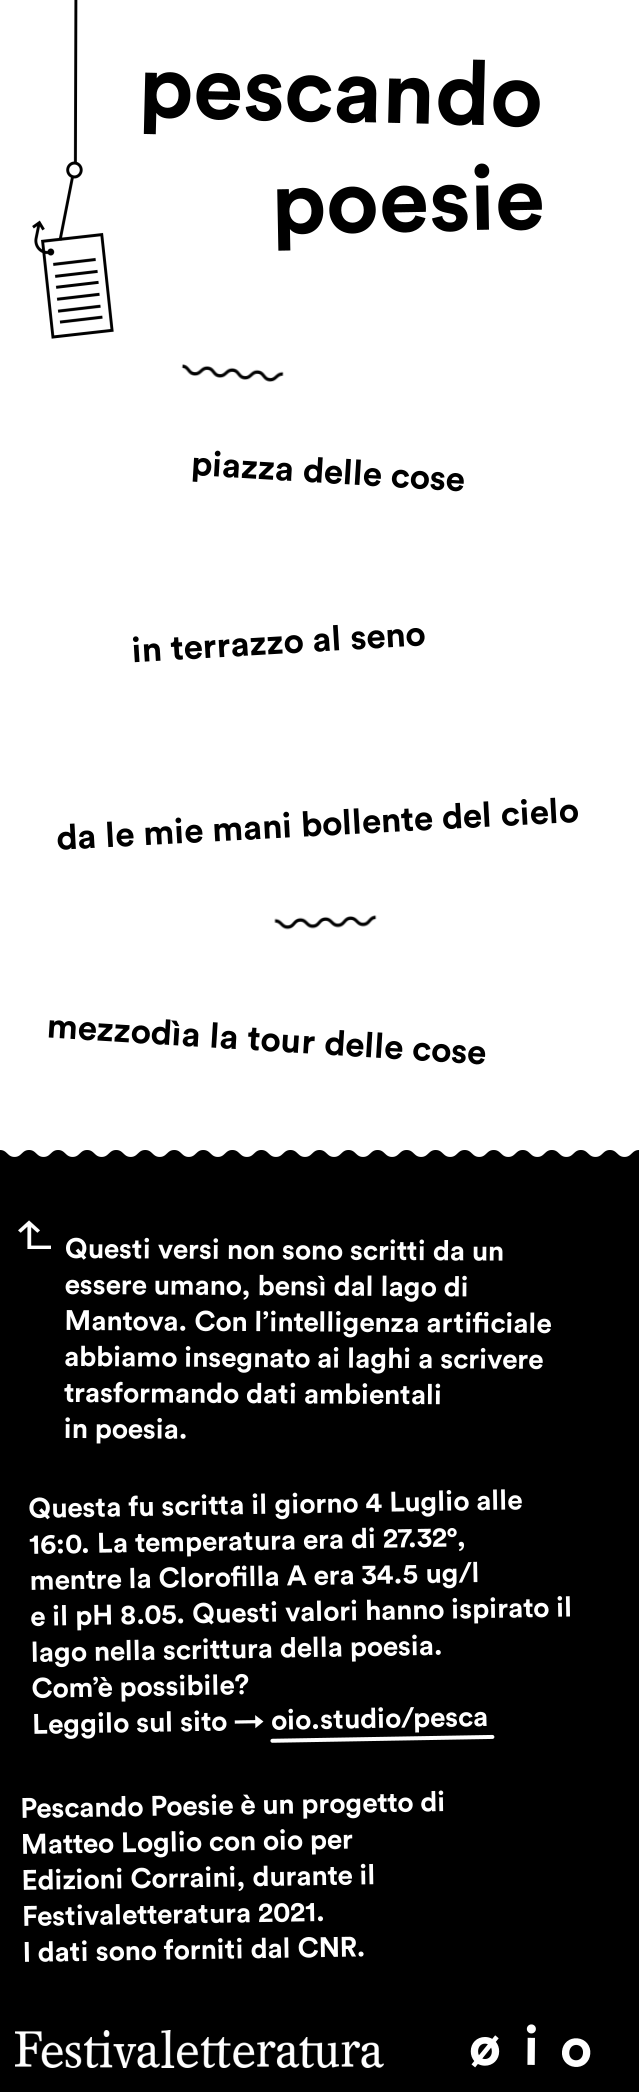 pescando
poesie
piazza delle cose
in terrazzo al seno
da le mie mani bollente del cielo
mezzodìa la tour delle cose
Questi versi non sono scritti da un
essere umano, bensì dal lago di
Mantova. Con l’intelligenza artificiale
abbiamo insegnato ai laghi a scrivere
trasformando dati ambientali
in poesia.
Questa fu scritta il giorno 4 Luglio alle
16:0. La temperatura era di 27.32°,
mentre la Clorofilla A era 34.5 ug/l
e il pH 8.05. Questi valori hanno ispirato il
lago nella scrittura della poesia.
Com’è possibile?
Leggilo sul sito → oio.studio/pesca
Pescando Poesie è un progetto di
Matteo Loglio con oio per
Edizioni Corraini, durante il
Festivaletteratura 2021.
I dati sono forniti dal CNR.
Festivaletteratura øio